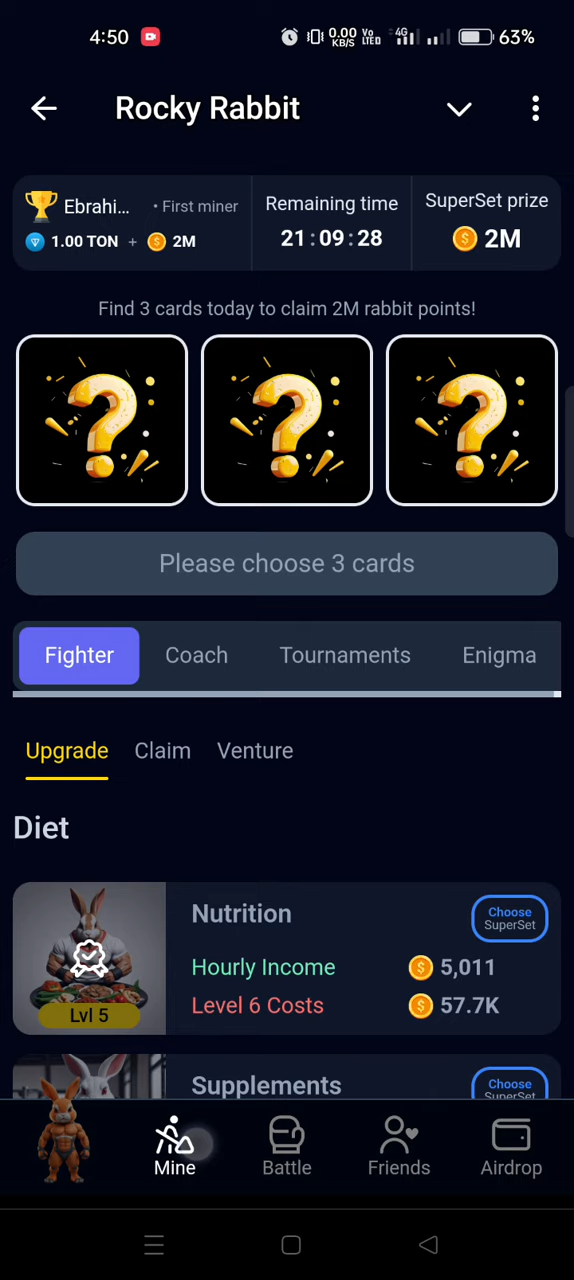 4:50 0.00 KB/S Vo LTED 4G 63%
Rocky Rabbit
Ebrahi... • First miner
1.00 TON + 2M
Remaining time
21:09:28
SuperSet prize
2M
Find 3 cards today to claim 2M rabbit points!
Please choose 3 cards
Fighter Coach Tournaments Enigma
Upgrade Claim Venture
Diet
Nutrition
Choose
SuperSet
Hourly Income 5,011
Level 6 Costs 57.7K
Lvl 5
Supplements
Choose
SuperSet
Mine Battle Friends Airdrop